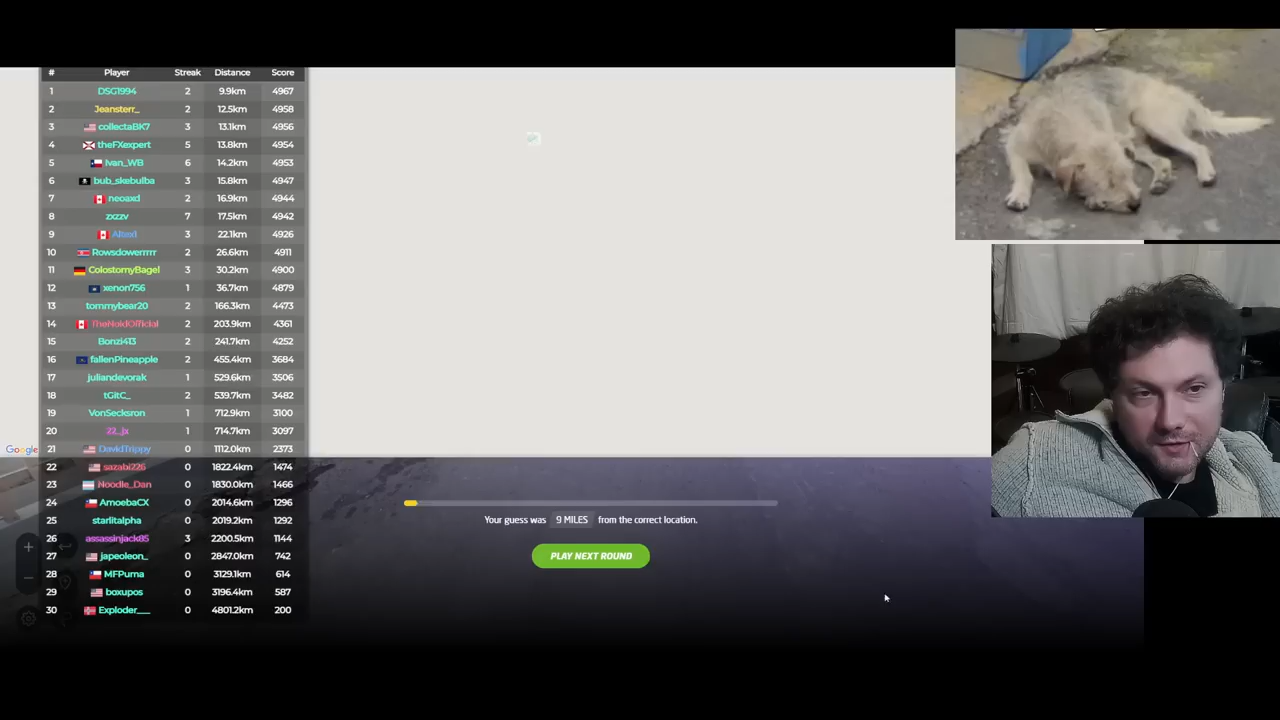 # Player Streak Distance Score
1 DSG1994 2 9.9km 4967
2 Jeansterr_ 2 12.5km 4958
3 collectaBK7 3 13.1km 4956
4 theFXexpert 5 13.8km 4954
5 Ivan_WB 6 14.2km 4953
6 bub_skebulba 3 15.8km 4947
7 neoaxd 2 16.9km 4944
8 zxzzv 7 17.5km 4942
9 3 22.1km 4926
10 Rowsdowerrrrr 2 26.6km 4911
11 ColostomyBagel 3 30.2km 4900
12 xenon756 1 36.7km 4879
13 tommybear20 2 166.3km 4473
14 TheNoidOfficial 2 203.9km 4361
15 Bonzi413 2 241.7km 4252
16 fallenPineapple 2 455.4km 3684
17 juliandevorak 1 529.6km 3506
18 tGitC_ 2 539.7km 3482
19 VonSecksron 1 712.9km 3100
20 22_jx 1 714.7km 3097
21 DavidTrippy 0 1112.0km 2373
22 sazabi226 0 1822.4km 1474
23 Noodle_Dan 0 1830.0km 1466
24 AmoebaCX 0 2014.6km 1296
25 starlitalpha 0 2019.2km 1292
26 assassinjack85 3 2200.5km 1144
27 japeoleon_ 0 2847.0km 742
28 MFPuma 0 3129.1km 614
29 boxupos 0 3196.4km 587
30 Exploder___ 0 4801.2km 200
Google
Your guess was 9 MILES from the correct location.
PLAY NEXT ROUND